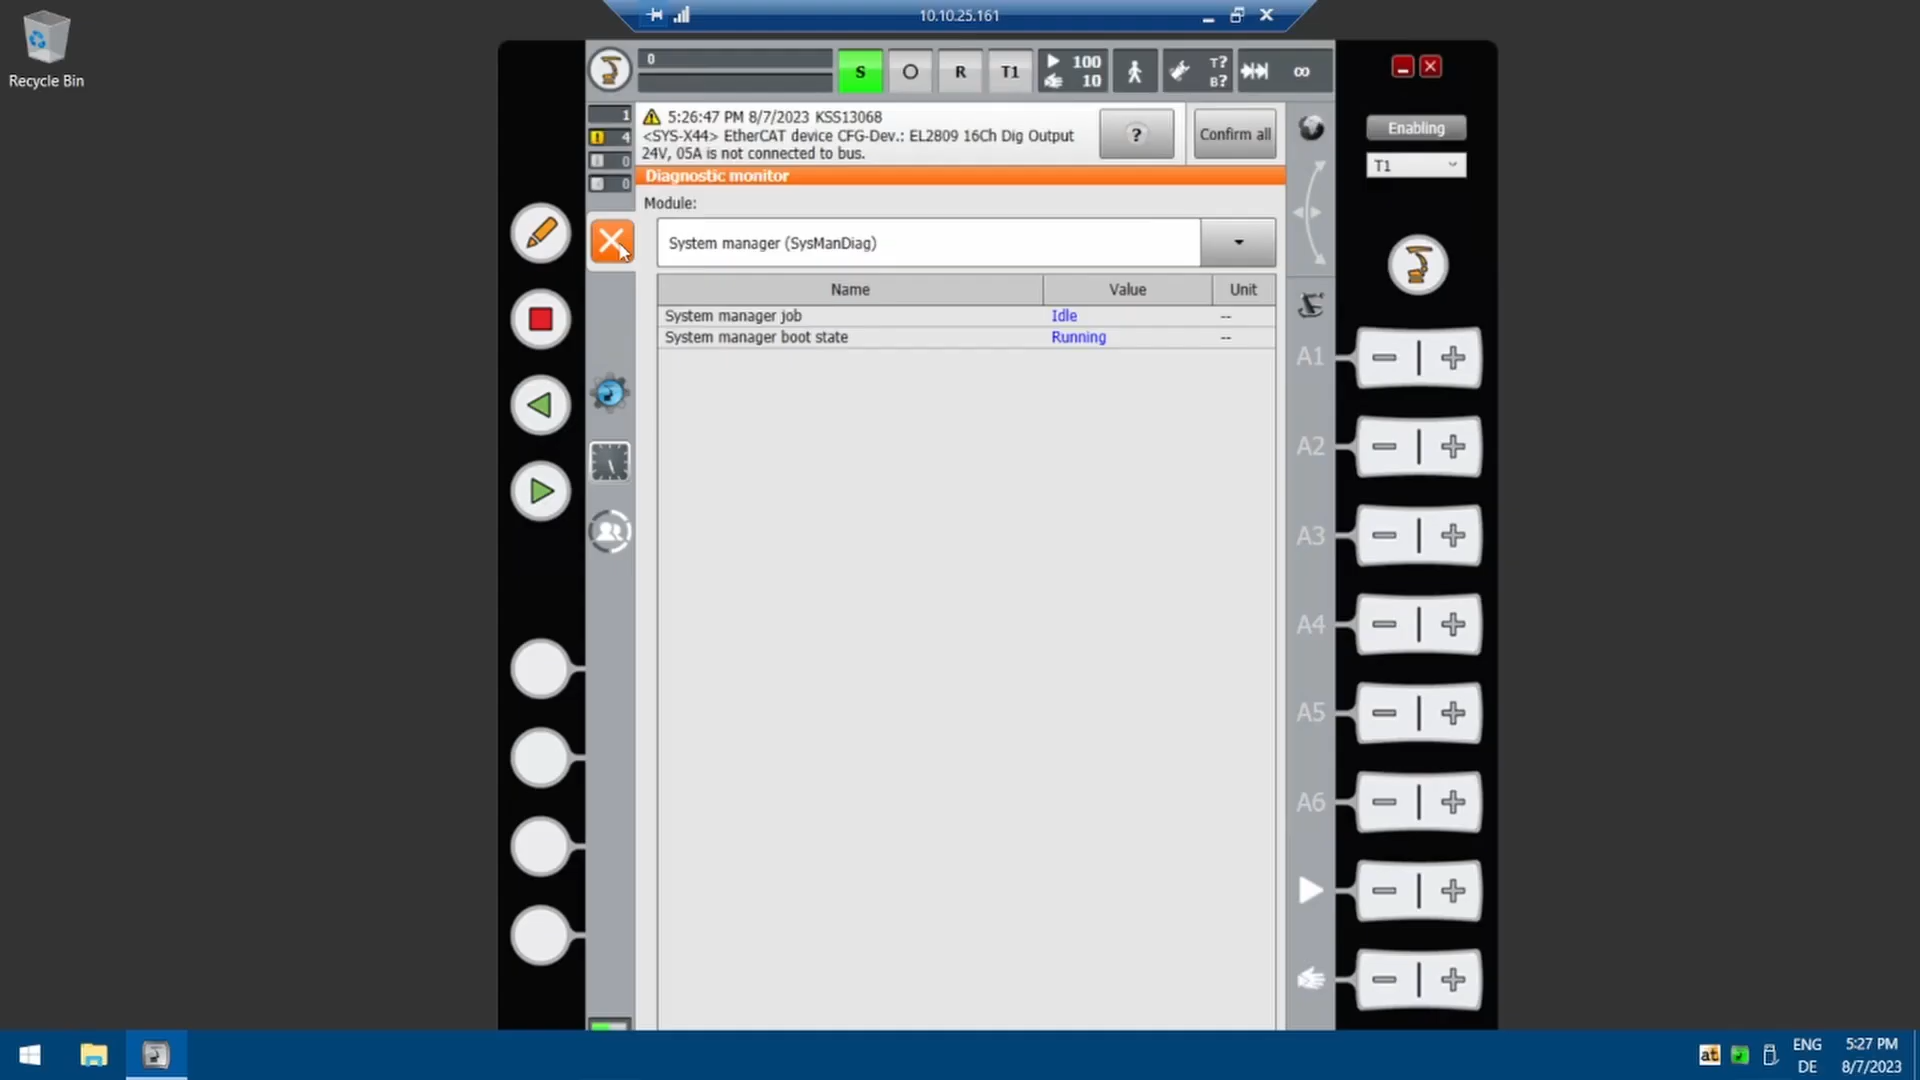 10.10.25.161
Recycle Bin
0
S
O
R
T1
100
10
T?
B?
∞
1
4
0
0
5:26:47 PM 8/7/2023 KSS13068
<SYS-X44> EtherCAT device CFG-Dev.: EL2809 16Ch Dig Output
24V, 05A is not connected to bus.
?
Confirm all
Enabling
T1
Diagnostic monitor
Module:
System manager (SysManDiag)
Name Value Unit
System manager job Idle --
System manager boot state Running --
A1
A2
A3
A4
A5
A6
at
ENG
DE
5:27 PM
8/7/2023